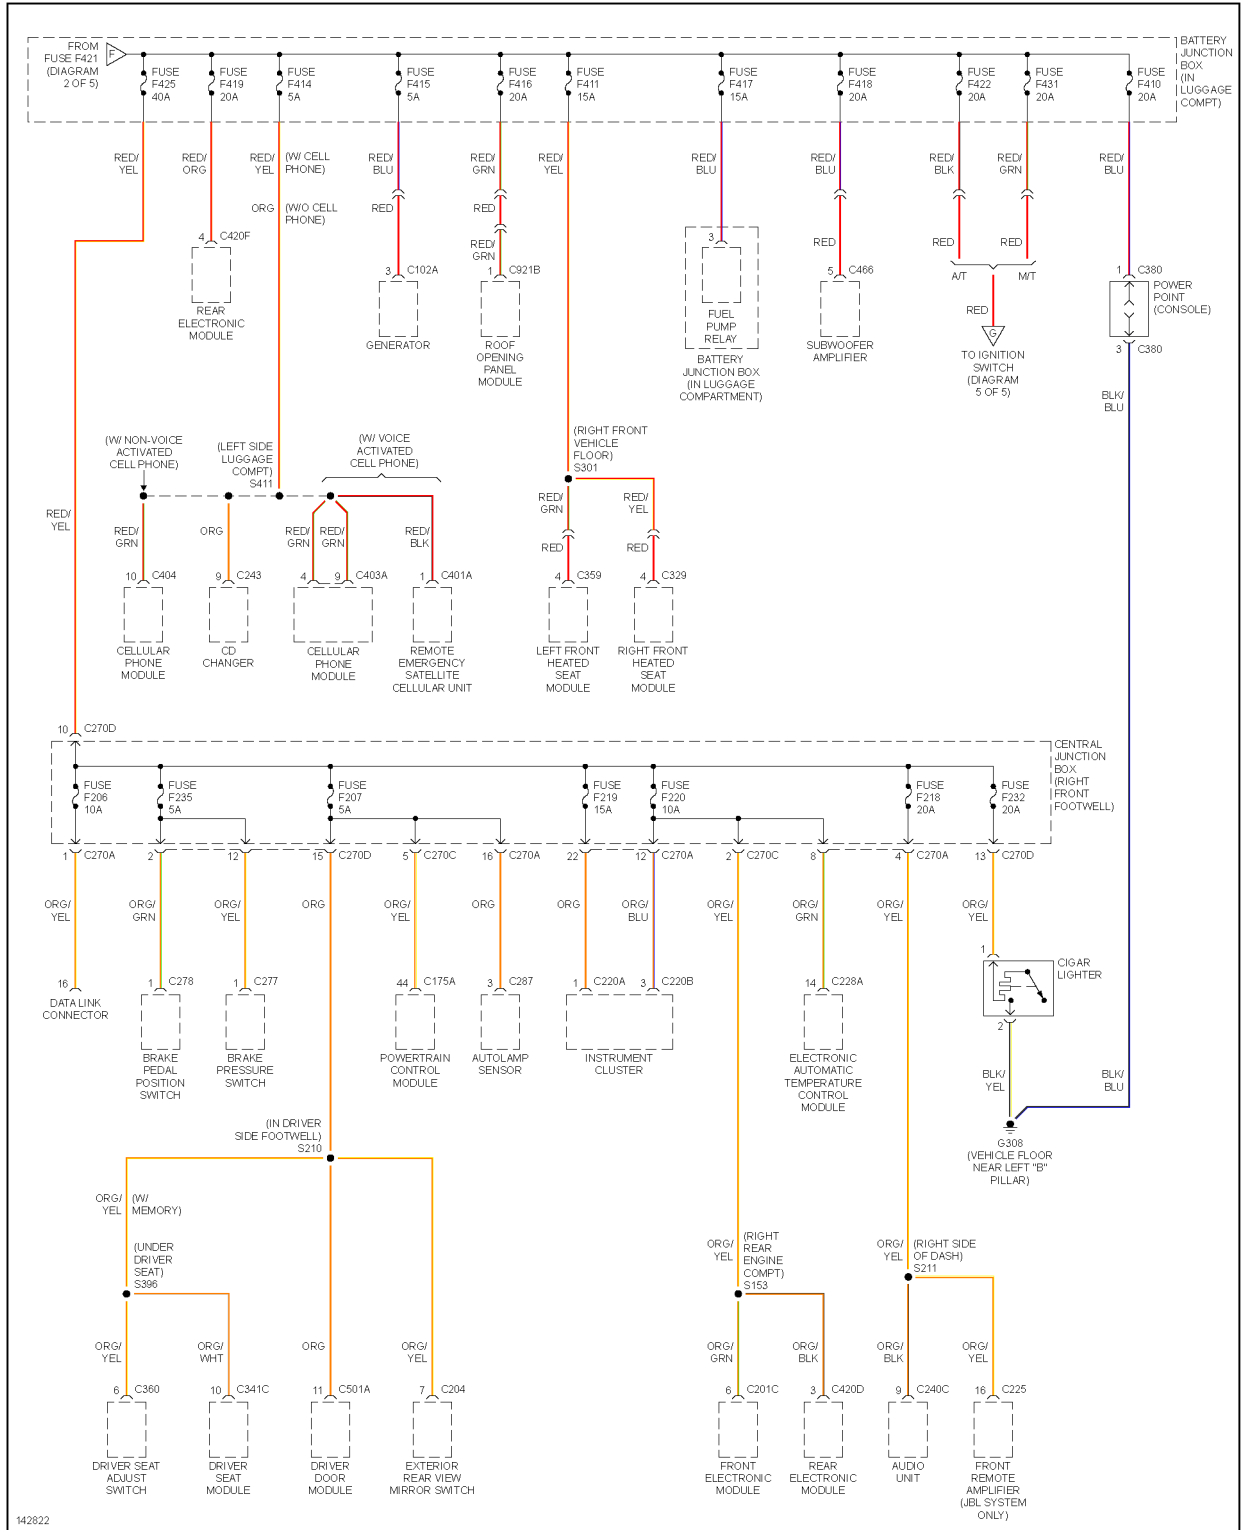 FROM
FUSE F421
(DIAGRAM
2 OF 5)
F
FUSE
F425
40A
FUSE
F419
20A
FUSE
F414
5A
FUSE
F415
5A
FUSE
F416
20A
FUSE
F411
15A
FUSE
F417
15A
FUSE
F418
20A
FUSE
F422
20A
FUSE
F431
20A
FUSE
F410
20A
BATTERY
JUNCTION
BOX
(IN
LUGGAGE
COMPT)
RED/
YEL
RED/
ORG
RED/
YEL
(W/ CELL
PHONE)
ORG
(W/O CELL
PHONE)
RED/
BLU
RED
RED/
GRN
RED
RED/
GRN
RED/
YEL
RED/
BLU
RED/
BLU
RED
RED/
BLK
RED
RED/
GRN
RED
RED/
BLU
4 C420F
REAR
ELECTRONIC
MODULE
3 C102A
GENERATOR
1 C921B
ROOF
OPENING
PANEL
MODULE
3
FUEL
PUMP
RELAY
BATTERY
JUNCTION BOX
(IN LUGGAGE
COMPARTMENT)
5 C466
SUBWOOFER
AMPLIFIER
A/T
M/T
RED
G
TO IGNITION
SWITCH
(DIAGRAM
5 OF 5)
1 C380
POWER
POINT
(CONSOLE)
3 C380
BLK/
BLU
(W/ NON-VOICE
ACTIVATED
CELL PHONE)
(LEFT SIDE
LUGGAGE
COMPT)
S411
(W/ VOICE
ACTIVATED
CELL PHONE)
(RIGHT FRONT
VEHICLE
FLOOR)
S301
RED/
YEL
RED/
GRN
ORG
RED/
GRN
RED/
GRN
RED/
BLK
RED/
GRN
RED
RED/
YEL
RED
10 C404
CELLULAR
PHONE
MODULE
9 C243
CD
CHANGER
4 9 C403A
CELLULAR
PHONE
MODULE
1 C401A
REMOTE
EMERGENCY
SATELLITE
CELLULAR UNIT
4 C359
LEFT FRONT
HEATED
SEAT
MODULE
4 C329
RIGHT FRONT
HEATED
SEAT
MODULE
10 C270D
CENTRAL
JUNCTION
BOX
(RIGHT
FRONT
FOOTWELL)
FUSE
F206
10A
FUSE
F235
5A
FUSE
F207
5A
FUSE
F219
15A
FUSE
F220
10A
FUSE
F218
20A
FUSE
F232
20A
1 C270A
2
12
15 C270D
5 C270C
16 C270A
22
12 C270A
2 C270C
8
4 C270A
13 C270D
ORG/
YEL
ORG/
GRN
ORG/
YEL
ORG
ORG/
YEL
ORG
ORG
ORG/
BLU
ORG/
YEL
ORG/
GRN
ORG/
YEL
ORG/
YEL
16
DATA LINK
CONNECTOR
1 C278
BRAKE
PEDAL
POSITION
SWITCH
1 C277
BRAKE
PRESSURE
SWITCH
44 C175A
POWERTRAIN
CONTROL
MODULE
3 C287
AUTOLAMP
SENSOR
1 C220A
3 C220B
INSTRUMENT
CLUSTER
14 C228A
ELECTRONIC
AUTOMATIC
TEMPERATURE
CONTROL
MODULE
1
CIGAR
LIGHTER
2
BLK/
YEL
BLK/
BLU
G308
(VEHICLE FLOOR
NEAR LEFT "B"
PILLAR)
(IN DRIVER
SIDE FOOTWELL)
S210
ORG/
YEL
(W/
MEMORY)
(UNDER
DRIVER
SEAT)
S396
ORG/
YEL
(RIGHT
REAR
ENGINE
COMPT)
S153
ORG/
YEL
(RIGHT SIDE
OF DASH)
S211
ORG/
YEL
ORG/
WHT
ORG
ORG/
YEL
ORG/
GRN
ORG/
BLK
ORG/
BLK
ORG/
YEL
6 C360
DRIVER SEAT
ADJUST
SWITCH
10 C341C
DRIVER
SEAT
MODULE
11 C501A
DRIVER
DOOR
MODULE
7 C204
EXTERIOR
REAR VIEW
MIRROR SWITCH
6 C201C
FRONT
ELECTRONIC
MODULE
3 C420D
REAR
ELECTRONIC
MODULE
9 C240C
AUDIO
UNIT
16 C225
FRONT
REMOTE
AMPLIFIER
(JBL SYSTEM
ONLY)
142822